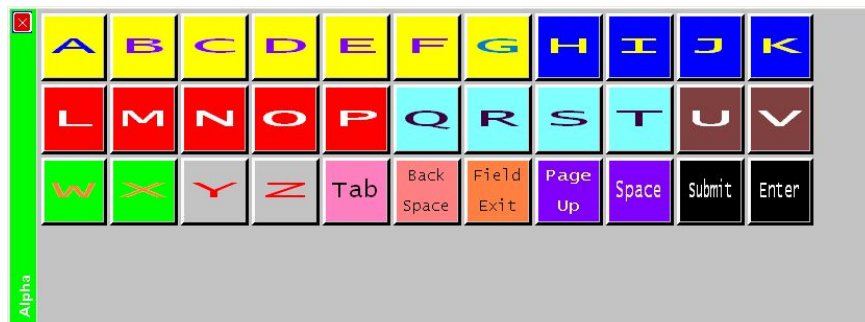 A B C D E F G H I J K
L M N O P Q R S T U V
W X Y Z Tab Back Space Field Exit Page Up Space Submit Enter
Alpha